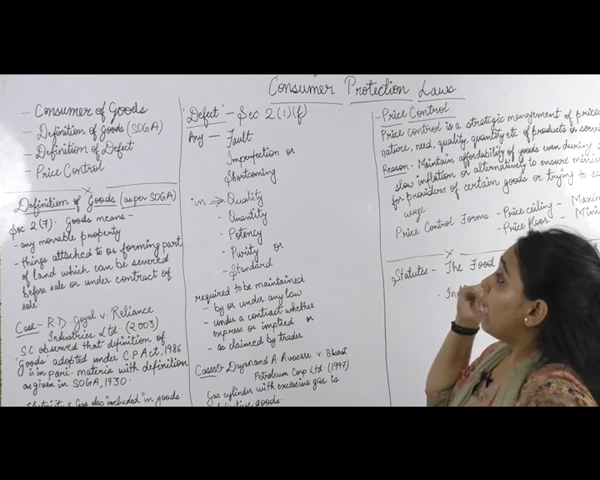 Consumer Protection Laws
- Consumer of Goods
- Definition of Goods (SOGA)
- Definition of Defect
- Price Control
x
Definition of Goods (as per SOGA)
Sec 2(7) - Goods means -
- any movable property
- things attached to or forming part
of land which can be severed
before sale or under contract of
sale
Case - R.D Goyal v. Reliance
Industries Ltd. (2003)
S.C observed that definition of
'goods' adopted under C.P Act, 1986
is in pari materia with definition
as given in SOGA, 1930.
& Gas also included in goods.
'Defect' - Sec 2(1)(f)
Any - Fault
Imperfection or
Shortcoming
in → Quality
- Quantity
- Potency
- Purity or
- Standard
required to be maintained
- by or under any law
- under a contract whether
express or implied or
- as claimed by trader
Cases A. v. Bharat
Petroleum Corp Ltd (1997)
Gas cylinder with excessive gas is
goods.
- Price Control
Price control is a strategic management of prices
nature, need, quality, quantity etc. of products or
Reason - Maintain affordability of goods even during
slow inflation or alternatively to ensure
for providers of certain goods or trying to
wage.
Price Control Forms - Price ceiling -
- Price floor -
x
Statutes - The Food